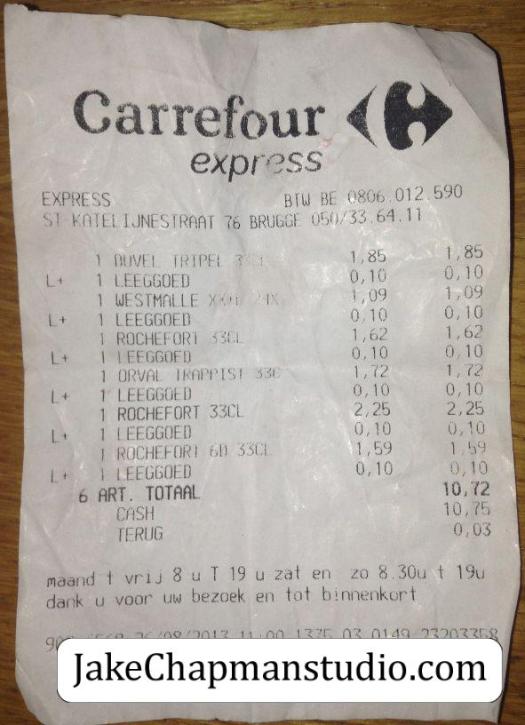 Carrefour
express
EXPRESS BTW BE 0806.012.590
ST-KATELIJNESTRAAT 76 BRUGGE 050/33.64.11
1 DUVEL TRIPEL 33CL 1,85 1,85
L+ 1 LEEGGOED 0,10 0,10
1 WESTMALLE 1,09 1,09
L+ 1 LEEGGOED 0,10 0,10
1 ROCHEFORT 33CL 1,62 1,62
L+ 1 LEEGGOED 0,10 0,10
1 ORVAL TRAPPIST 33C 1,72 1,72
L+ 1 LEEGGOED 0,10 0,10
1 ROCHEFORT 33CL 2,25 2,25
L+ 1 LEEGGOED 0,10 0,10
1 ROCHEFORT 6D 33CL 1,59 1,59
L+ 1 LEEGGOED 0,10 0,10
6 ART. TOTAAL 10,72
CASH 10,75
TERUG 0,03
maand t vrij 8 u T 19 u zat en zo 8.30u t 19u
dank u voor uw bezoek en tot binnenkort
26/08/2013 11:00 1335 03 0149 23203358
JakeChapmanstudio.com